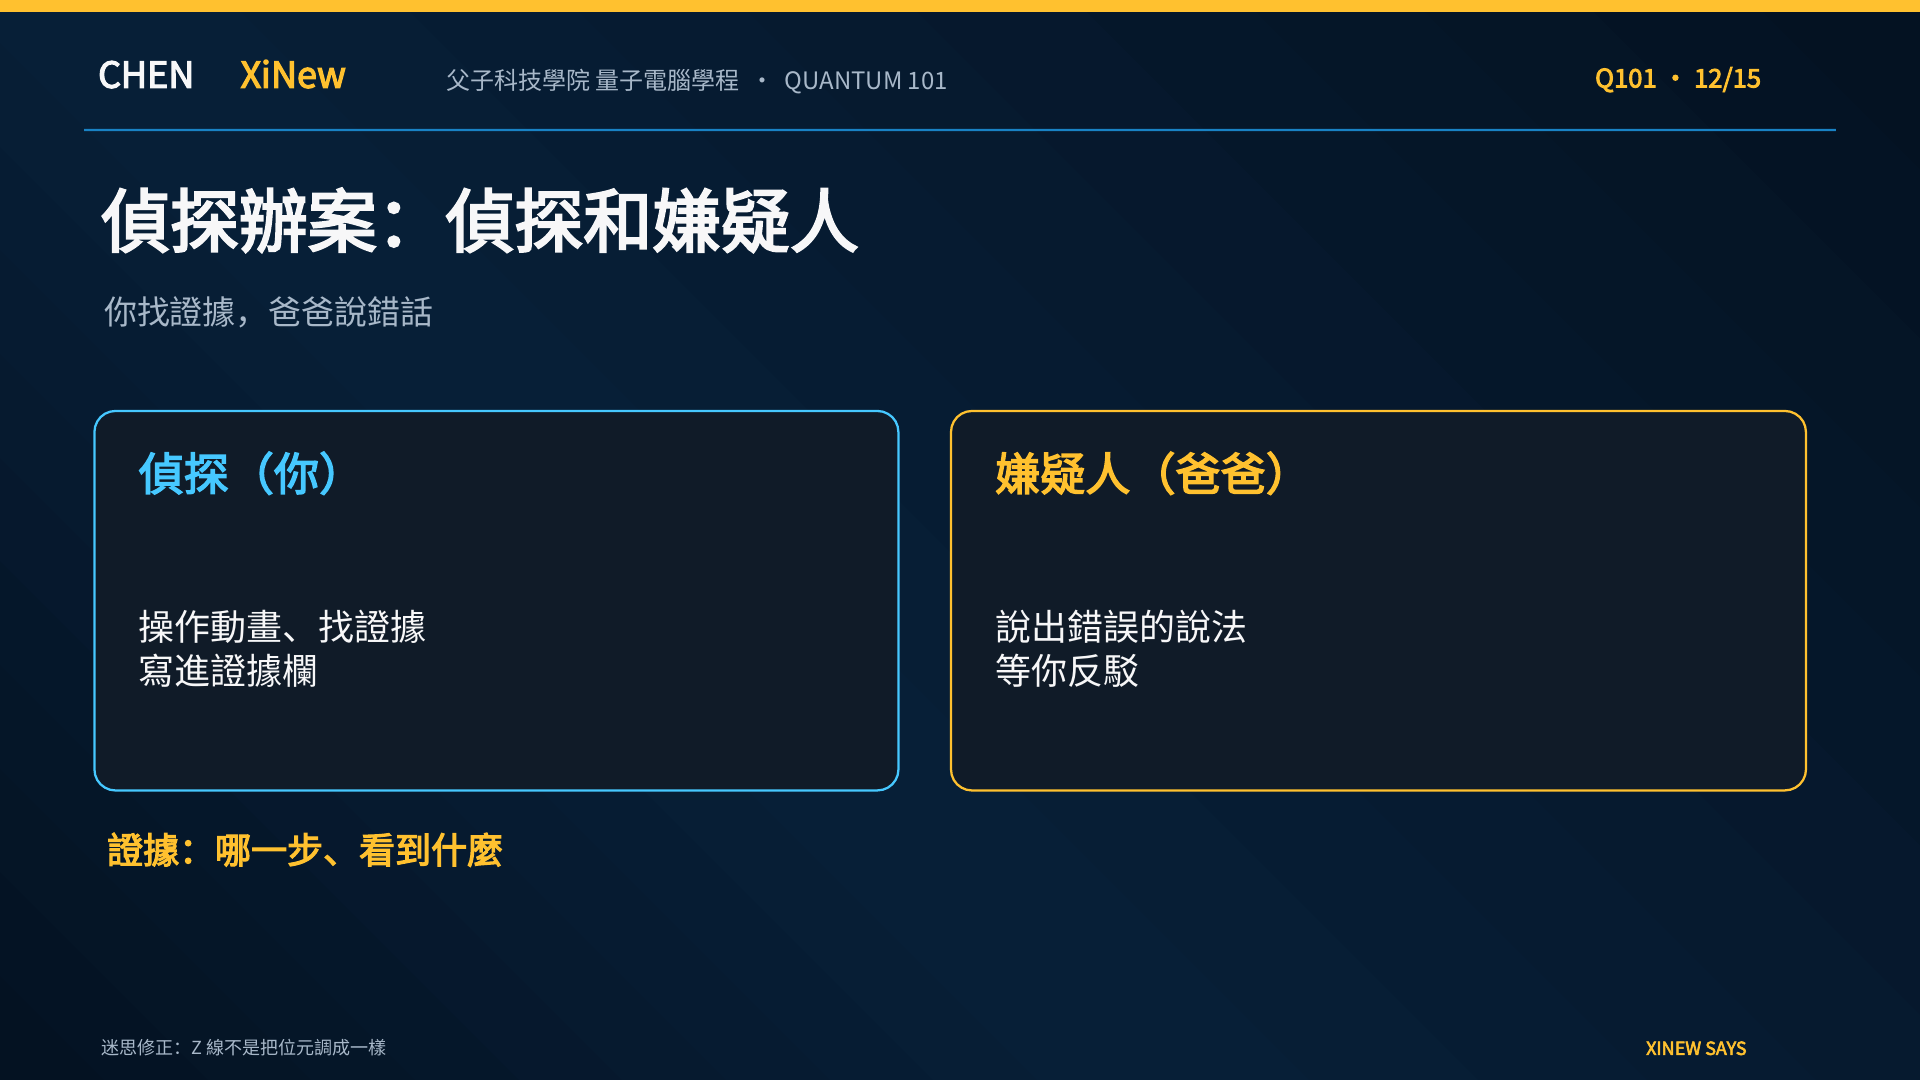 CHEN XiNew 父子科技學院 量子電腦學程 · QUANTUM 101 Q101 · 12/15
偵探辦案：偵探和嫌疑人
你找證據，爸爸說錯話
偵探（你）
操作動畫、找證據
寫進證據欄
嫌疑人（爸爸）
說出錯誤的說法
等你反駁
證據：哪一步、看到什麼
迷思修正：Z 線不是把位元調成一樣
XINEW SAYS